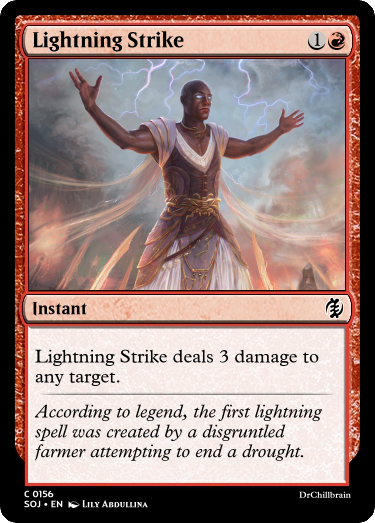 Lightning Strike 1
Instant
Lightning Strike deals 3 damage to
any target.
According to legend, the first lightning
spell was created by a disgruntled
farmer attempting to end a drought.
C 0156
SOJ • EN Lily Abdullina
DrChillbrain